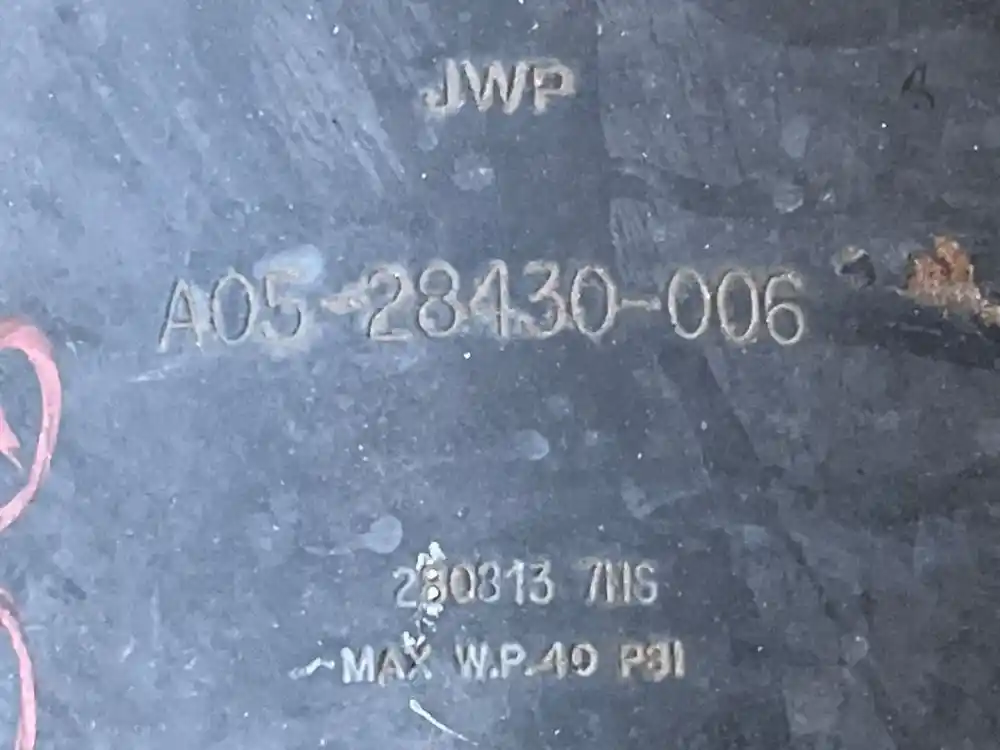 JWP
A05-28430-006
280813 7HS
MAX W.P. 40 PSI